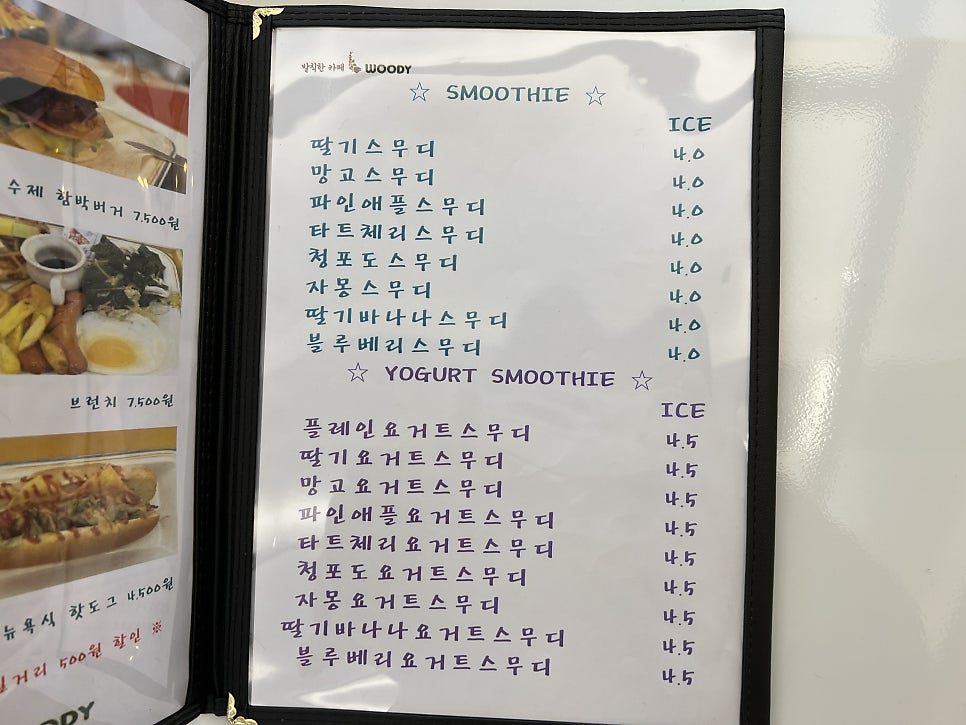 수제 함박버거 7,500원
브런치 7,500원
뉴욕식 핫도그 4,500원
500원 할인 ※
발칙한 카페 WOODY
☆ SMOOTHIE ☆
ICE
딸기스무디 4.0
망고스무디 4.0
파인애플스무디 4.0
타트체리스무디 4.0
청포도스무디 4.0
자몽스무디 4.0
딸기바나나스무디 4.0
블루베리스무디 4.0
☆ YOGURT SMOOTHIE ☆
ICE
플레인요거트스무디 4.5
딸기요거트스무디 4.5
망고요거트스무디 4.5
파인애플요거트스무디 4.5
타트체리요거트스무디 4.5
청포도요거트스무디 4.5
자몽요거트스무디 4.5
딸기바나나요거트스무디 4.5
블루베리요거트스무디 4.5